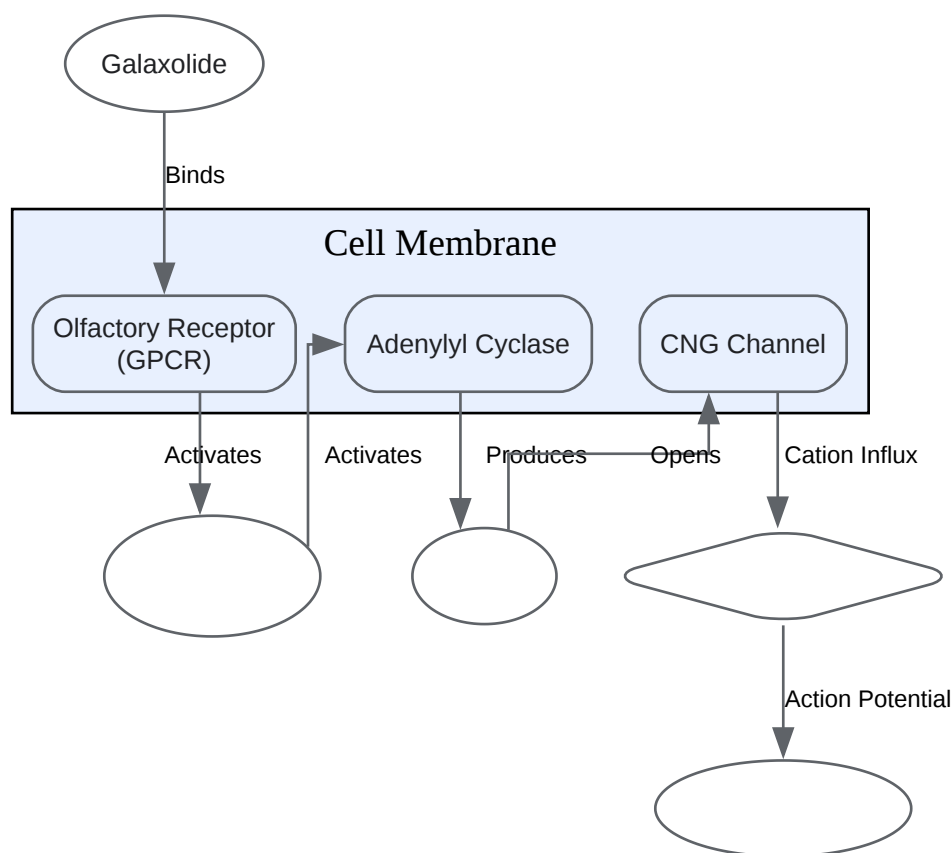 Galaxolide
Binds
Cell Membrane
Olfactory Receptor
(GPCR)
Adenylyl Cyclase
CNG Channel
Activates
Activates
Produces
Opens
Cation Influx
Action Potential